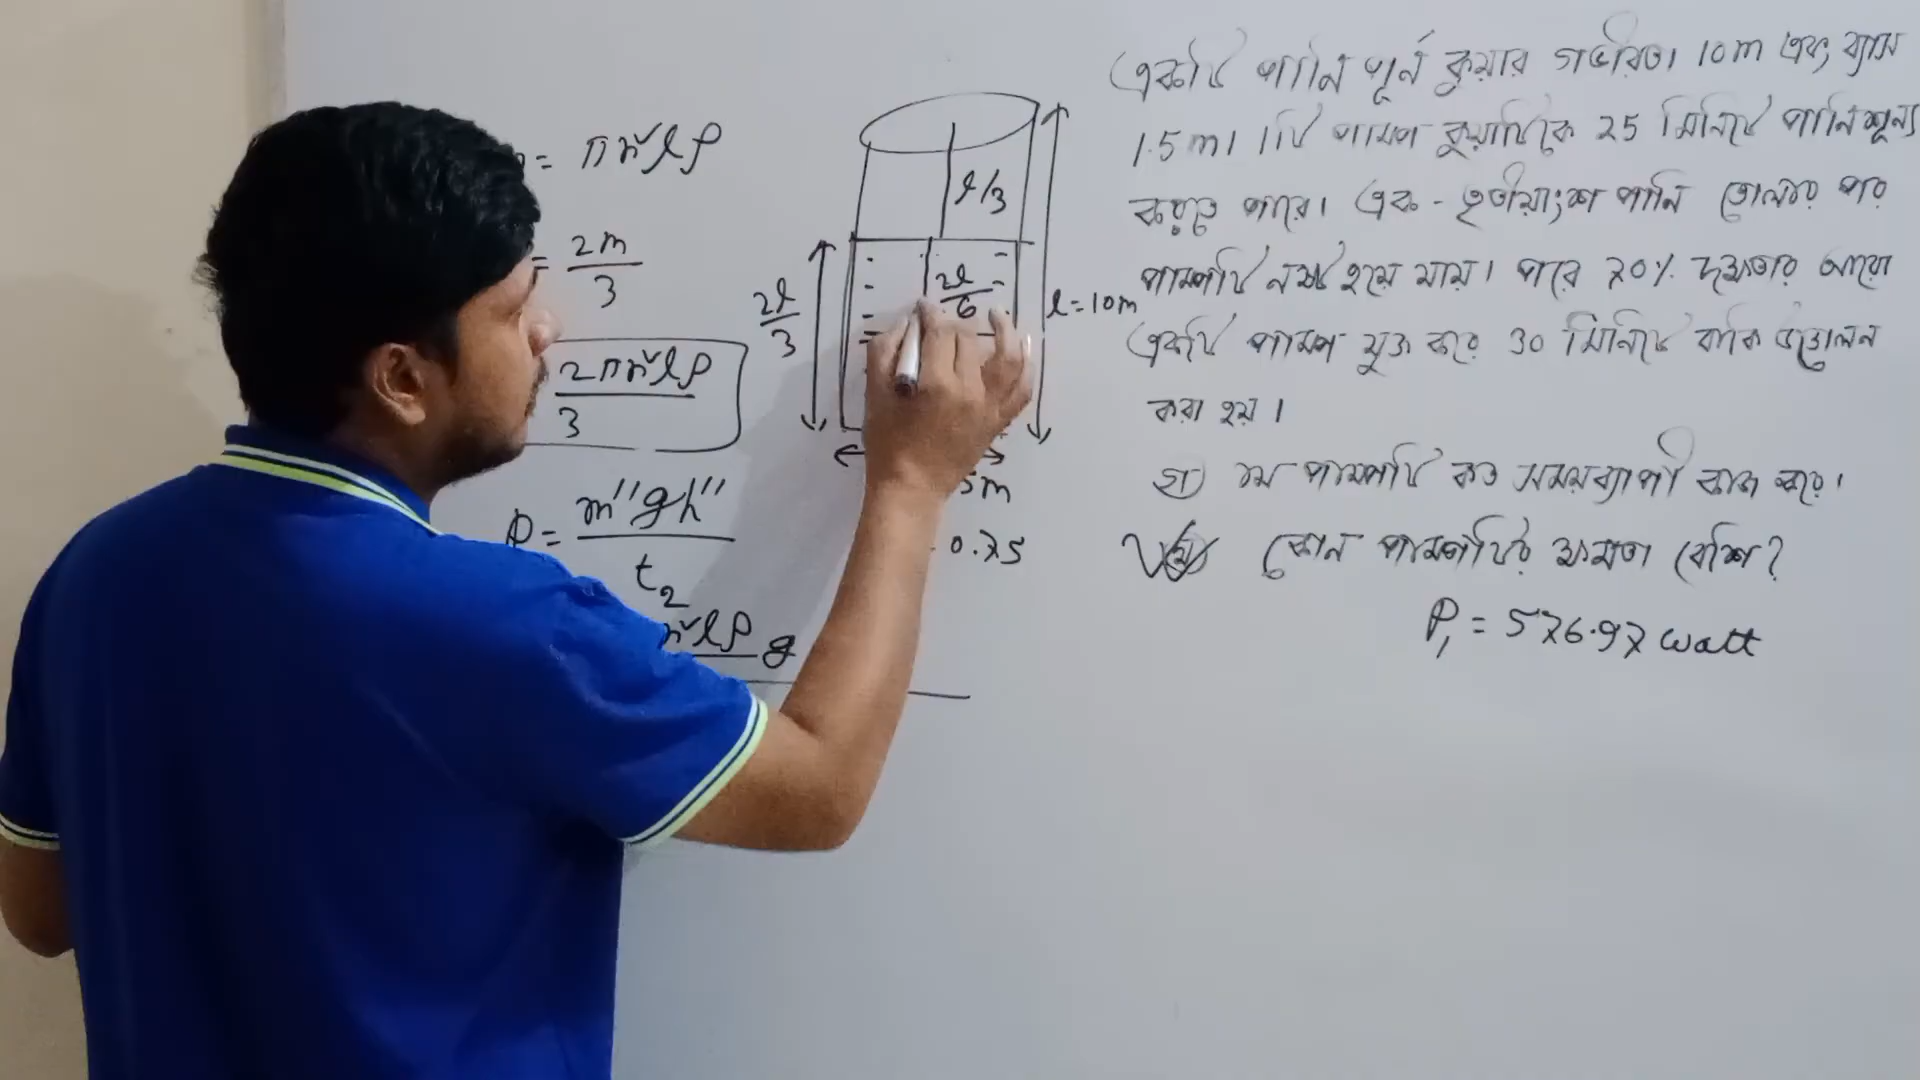 = πr²lρ
= 2m/3
2πr²lρ/3
P = m''gh''/t₂
r²lρ g
l/3
2l/6
2l/3
l = 10m
5m
0.75
একটি পানি পূর্ন কুয়ার গভীরতা 10m এবং ব্যাস
1.5m। 1টি পাম্প কুয়াটিকে 25 মিনিটে পানি শূন্য
করতে পারে। এক-তৃতীয়াংশ পানি তোলার পর
পাম্পটি নষ্ট হয়ে যায়। পরে 70% দক্ষতার আরো
একটি পাম্প যুক্ত করে 30 মিনিটে বাকি উত্তোলন
করা হয়।
গ) ১ম পাম্পটি কত সময়ব্যাপী কাজ করে।
ঘ) কোন পাম্পটির ক্ষমতা বেশি?
P₁ = 576.97 watt